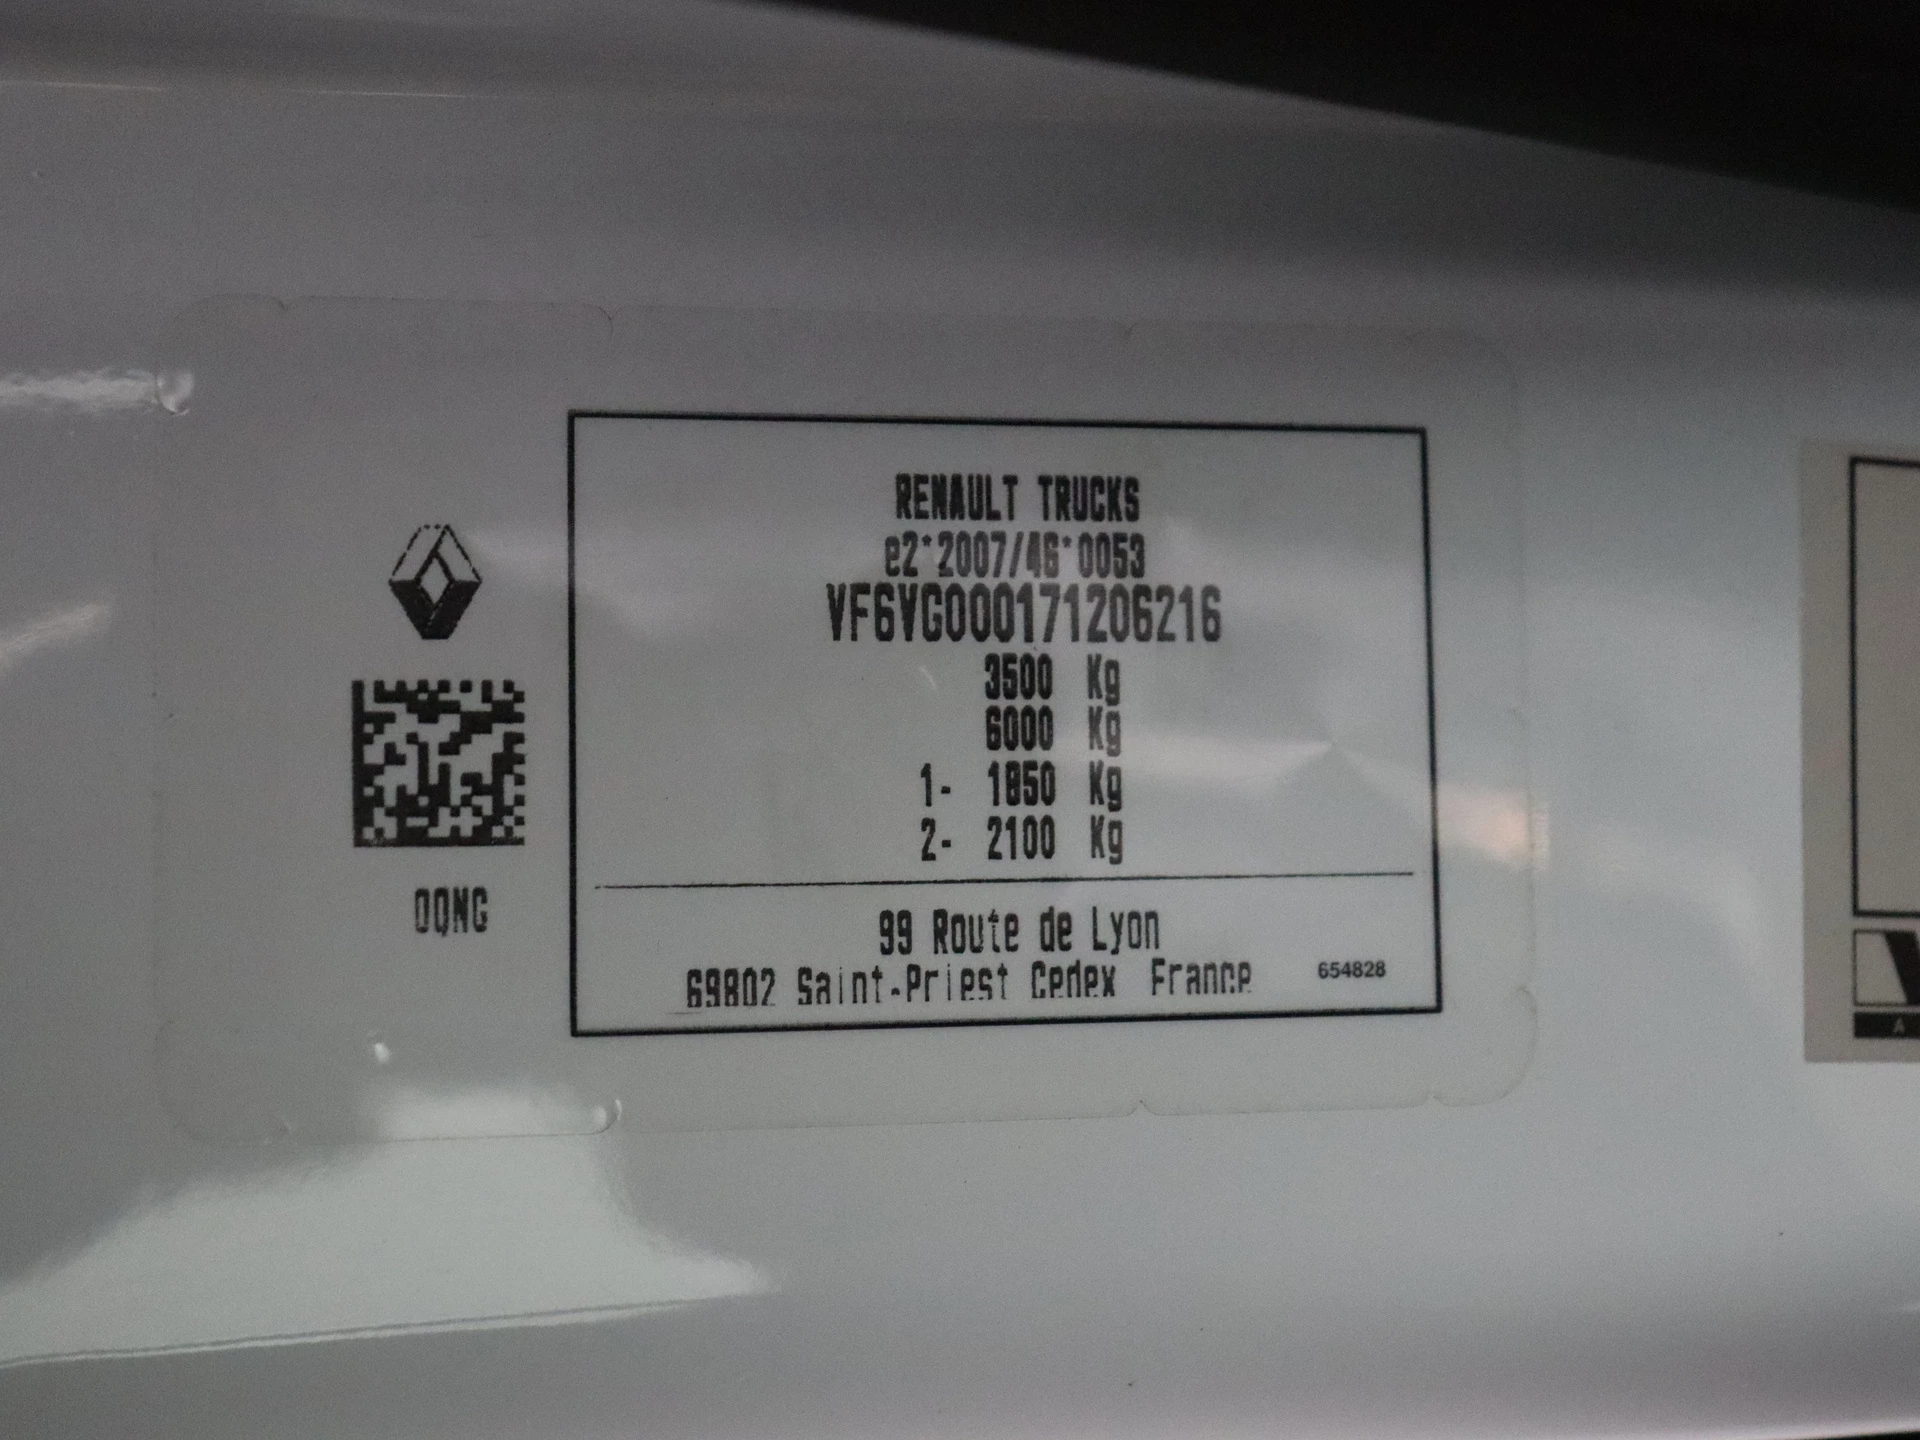 RENAULT TRUCKS
e2*2007/46*0053
VF6VG000171206216
3500 Kg
6000 Kg
1- 1850 Kg
2- 2100 Kg
99 Route de Lyon
69802 Saint-Priest Cedex France
654828
OQNG
A